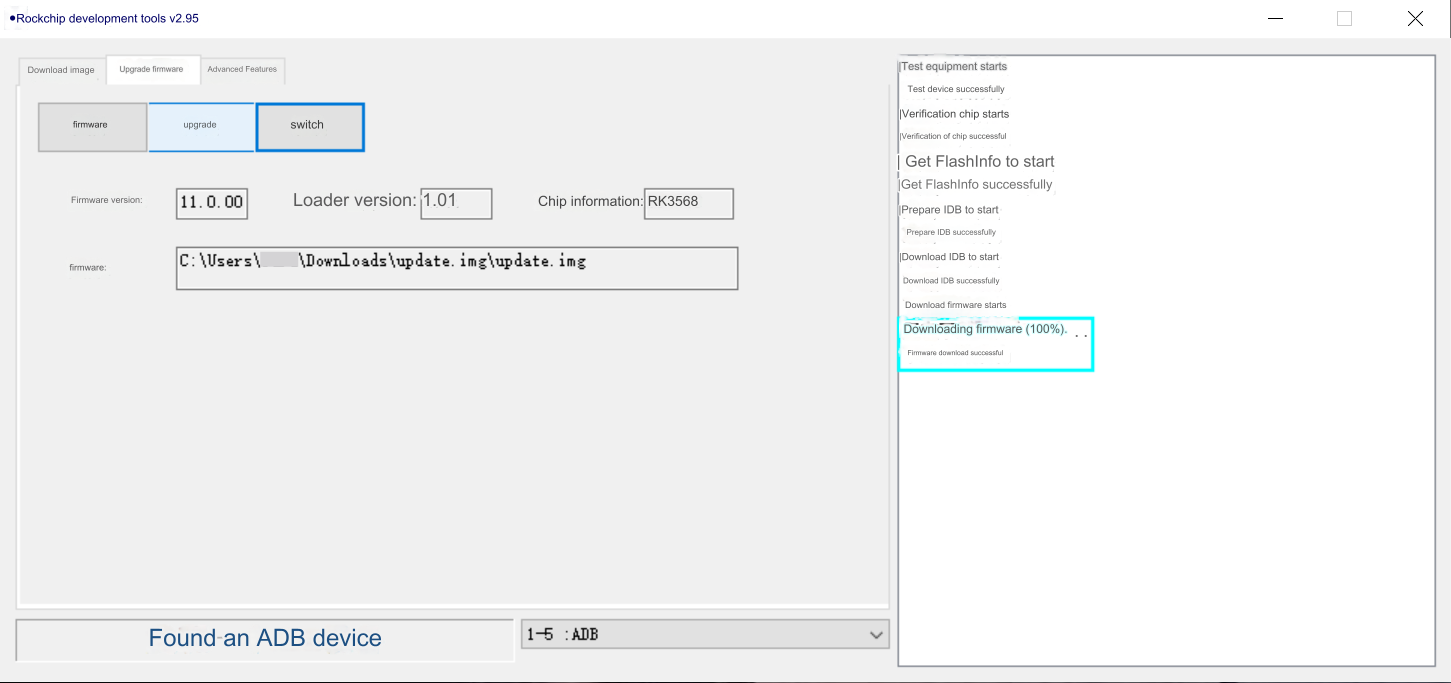 Rockchip development tools v2.95
Download image
Upgrade firmware
Advanced Features
firmware
upgrade
switch
Firmware version:
11.0.00
Loader version:
1.01
Chip information:
RK3568
firmware:
C:\Users\ \Downloads\update.img\update.img
Found an ADB device
1-5 :ADB
Test equipment starts
Test device successfully
Verification chip starts
Verification of chip successful
Get FlashInfo to start
Get FlashInfo successfully
Prepare IDB to start
Prepare IDB successfully
Download IDB to start
Download IDB successfully
Download firmware starts
Downloading firmware (100%). . .
Firmware download successful